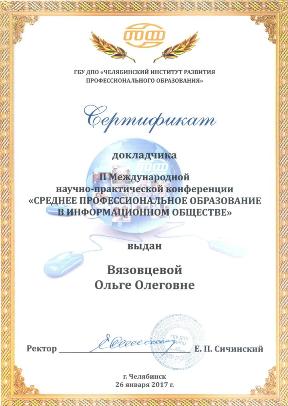 ГБУ ДПО «ЧЕЛЯБИНСКИЙ ИНСТИТУТ РАЗВИТИЯ
ПРОФЕССИОНАЛЬНОГО ОБРАЗОВАНИЯ»
Сертификат
докладчика
II Международной
научно-практической конференции
«СРЕДНЕЕ ПРОФЕССИОНАЛЬНОЕ ОБРАЗОВАНИЕ
В ИНФОРМАЦИОННОМ ОБЩЕСТВЕ»
выдан
Вязовцевой
Ольге Олеговне
Ректор Е. П. Сичинский
г. Челябинск
26 января 2017 г.